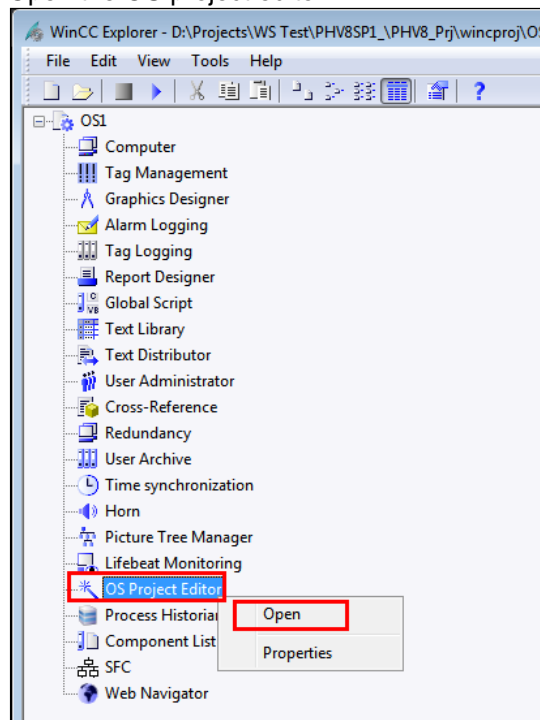 WinCC Explorer - D:\Projects\WS Test\PHV8SP1_\PHV8_Prj\wincproj\OS
File Edit View Tools Help
OS1
Computer
Tag Management
Graphics Designer
Alarm Logging
Tag Logging
Report Designer
Global Script
Text Library
Text Distributor
User Administrator
Cross-Reference
Redundancy
User Archive
Time synchronization
Horn
Picture Tree Manager
Lifebeat Monitoring
OS Project Editor
Process Historian Open
Component List Properties
SFC
Web Navigator